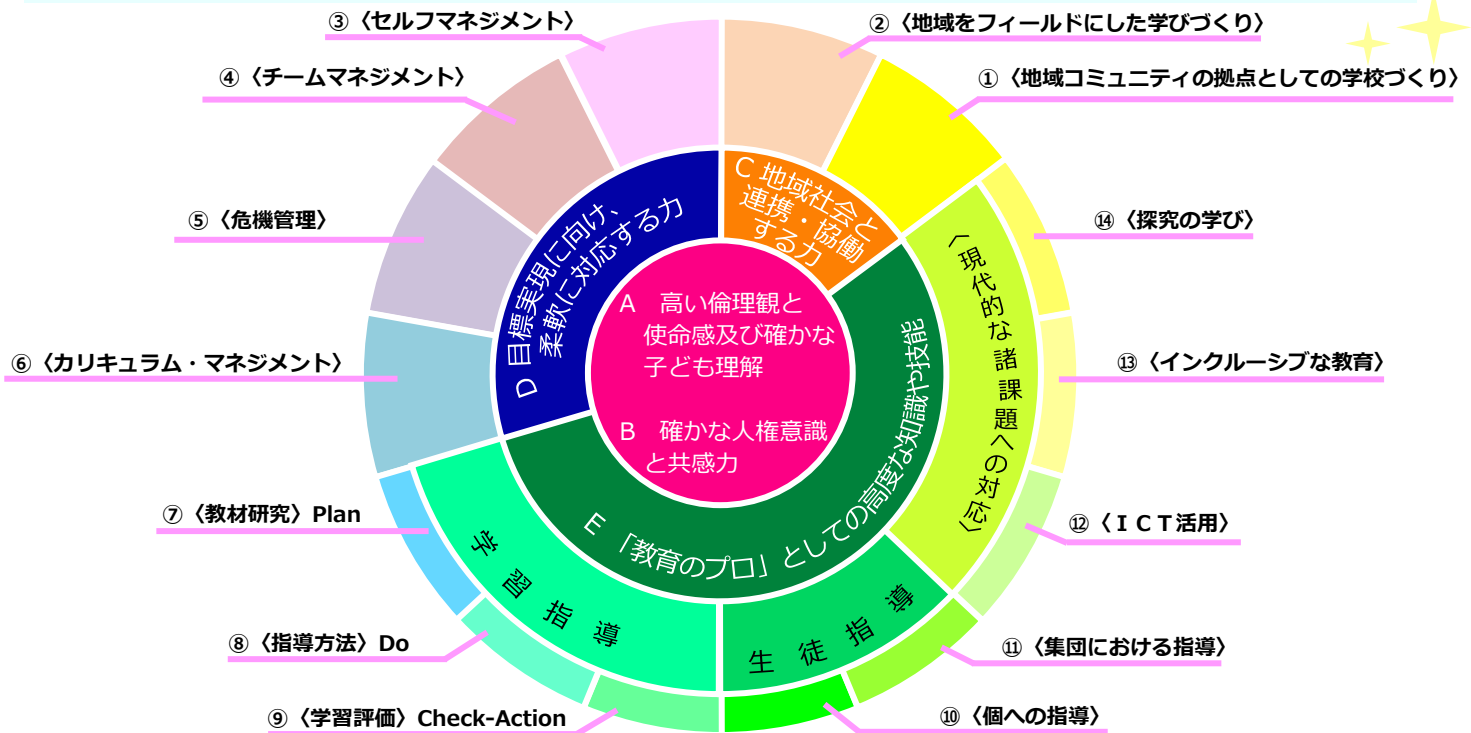 ③〈セルフマネジメント〉
②〈地域をフィールドにした学びづくり〉
④〈チームマネジメント〉
①〈地域コミュニティの拠点としての学校づくり〉
⑤〈危機管理〉
⑭〈探究の学び〉
⑥〈カリキュラム・マネジメント〉
⑬〈インクルーシブな教育〉
⑦〈教材研究〉Plan
⑫〈ＩＣＴ活用〉
⑧〈指導方法〉Do
⑪〈集団における指導〉
⑨〈学習評価〉Check-Action
⑩〈個への指導〉
D 目標実現に向け、
柔軟に対応する力
C 地域社会と
連携・協働
する力
A　高い倫理観と
使命感及び確かな
子ども理解
B　確かな人権意識
と共感力
E 「教育のプロ」としての高度な知識や技能
〈現代的な諸課題への対応〉
学習指導
生徒指導